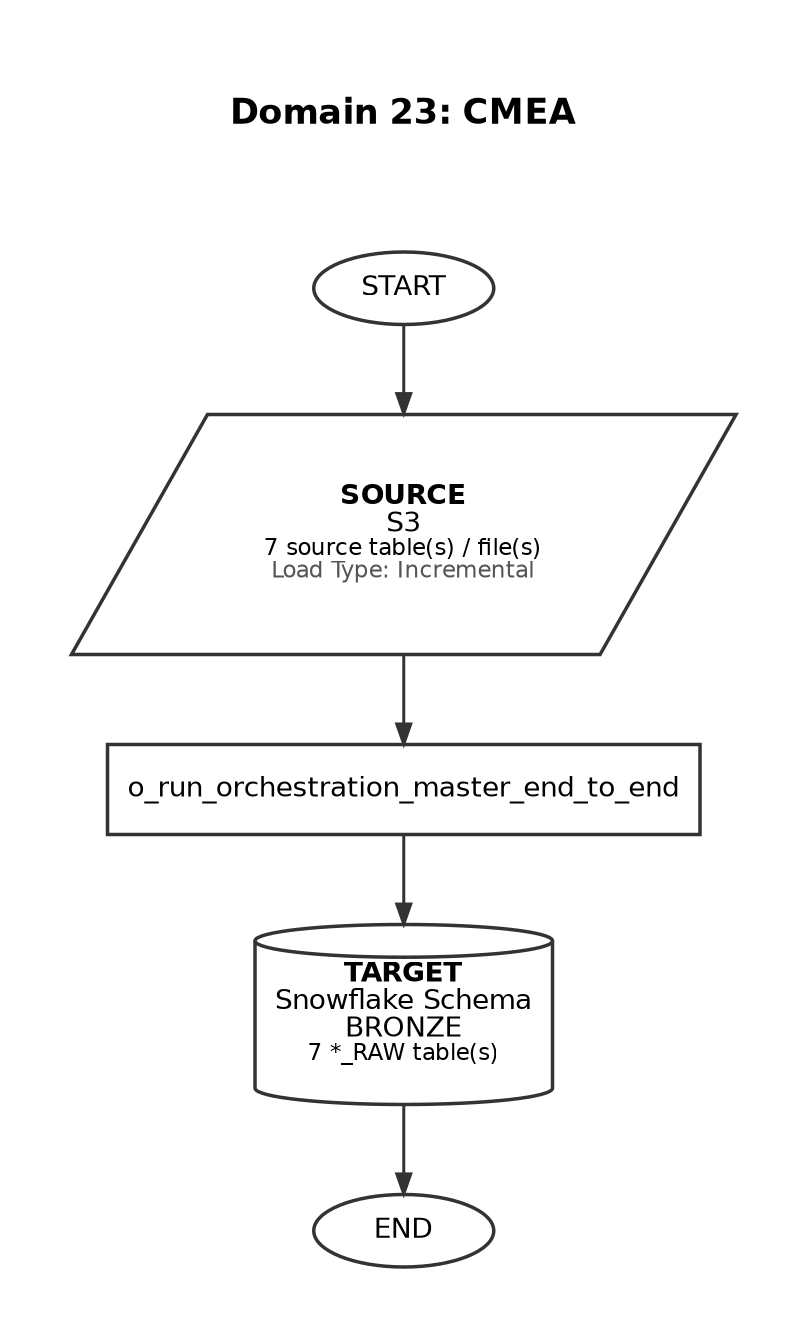 Domain 23: CMEA
START
SOURCE
S3
7 source table(s) / file(s)
Load Type: Incremental
o_run_orchestration_master_end_to_end
TARGET
Snowflake Schema
BRONZE
7 *_RAW table(s)
END